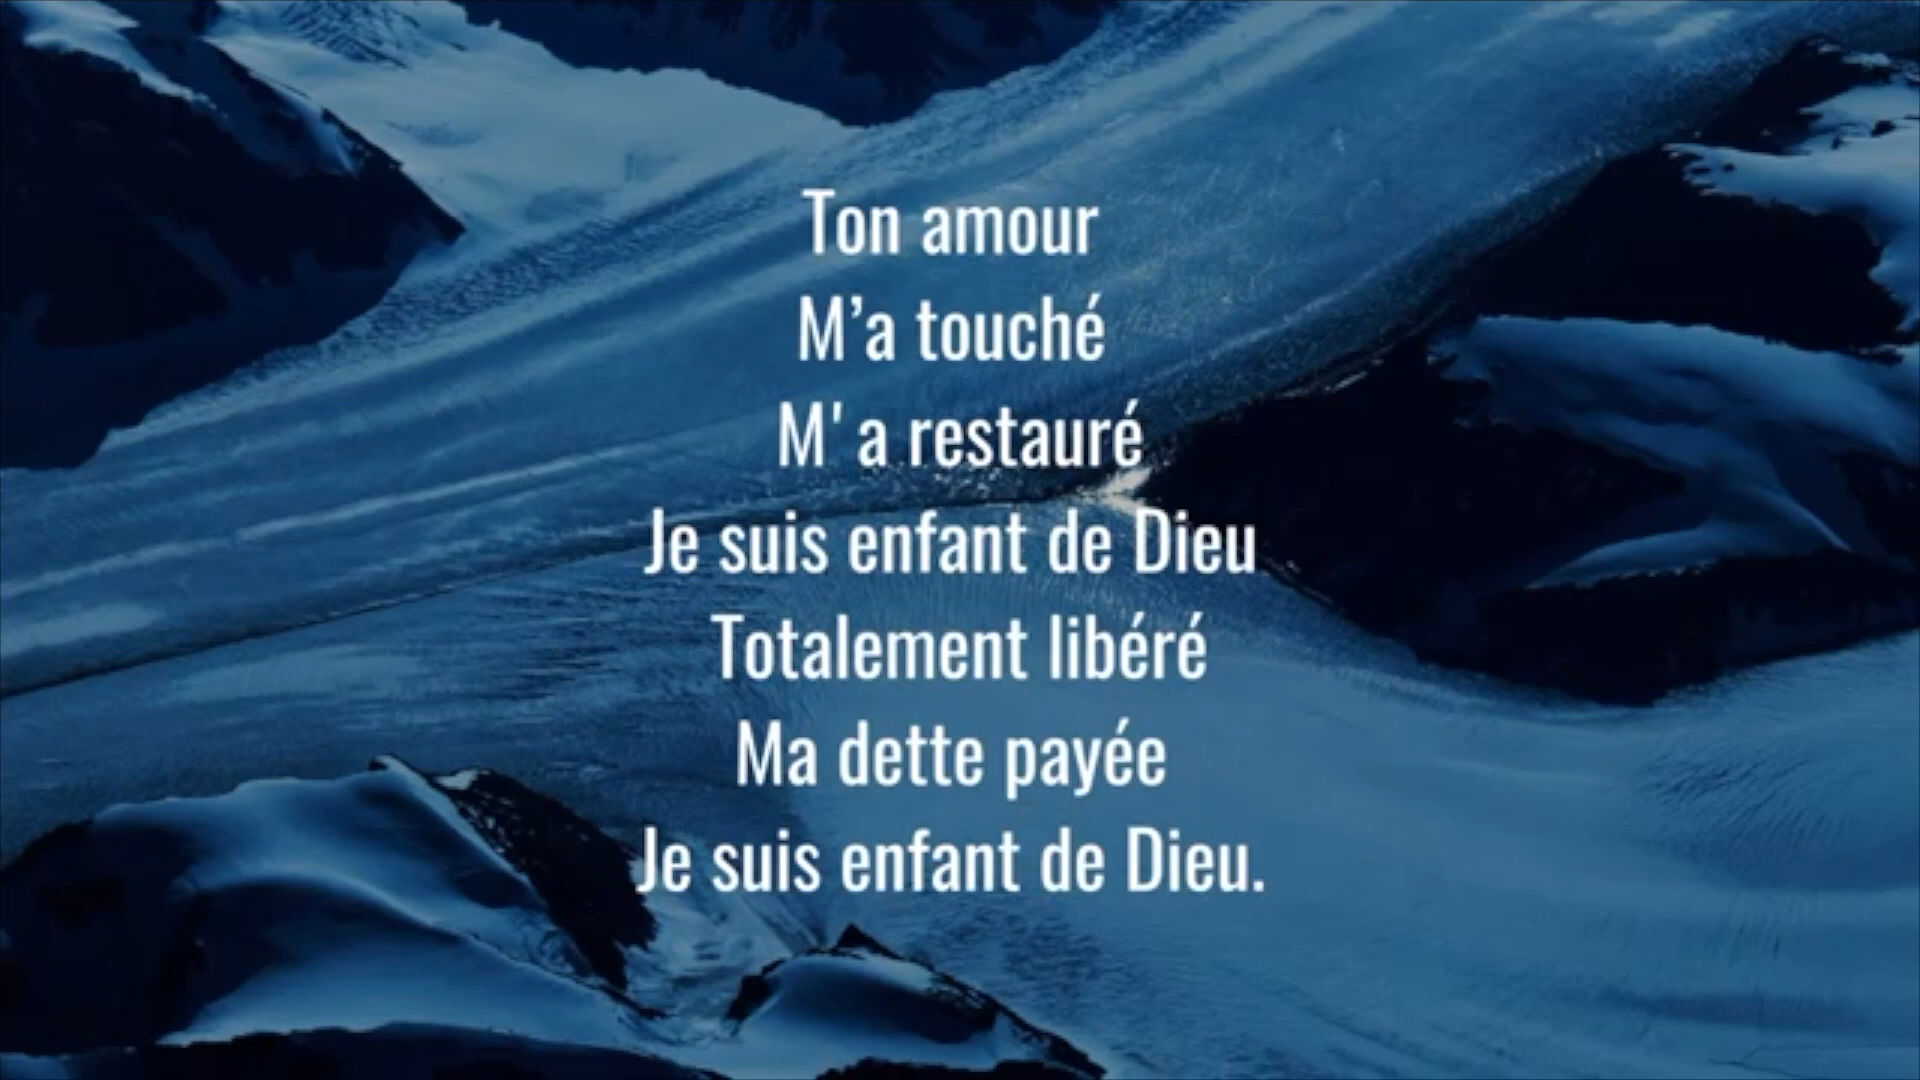 Ton amour
M’a touché
M' a restauré
Je suis enfant de Dieu
Totalement libéré
Ma dette payée
Je suis enfant de Dieu.